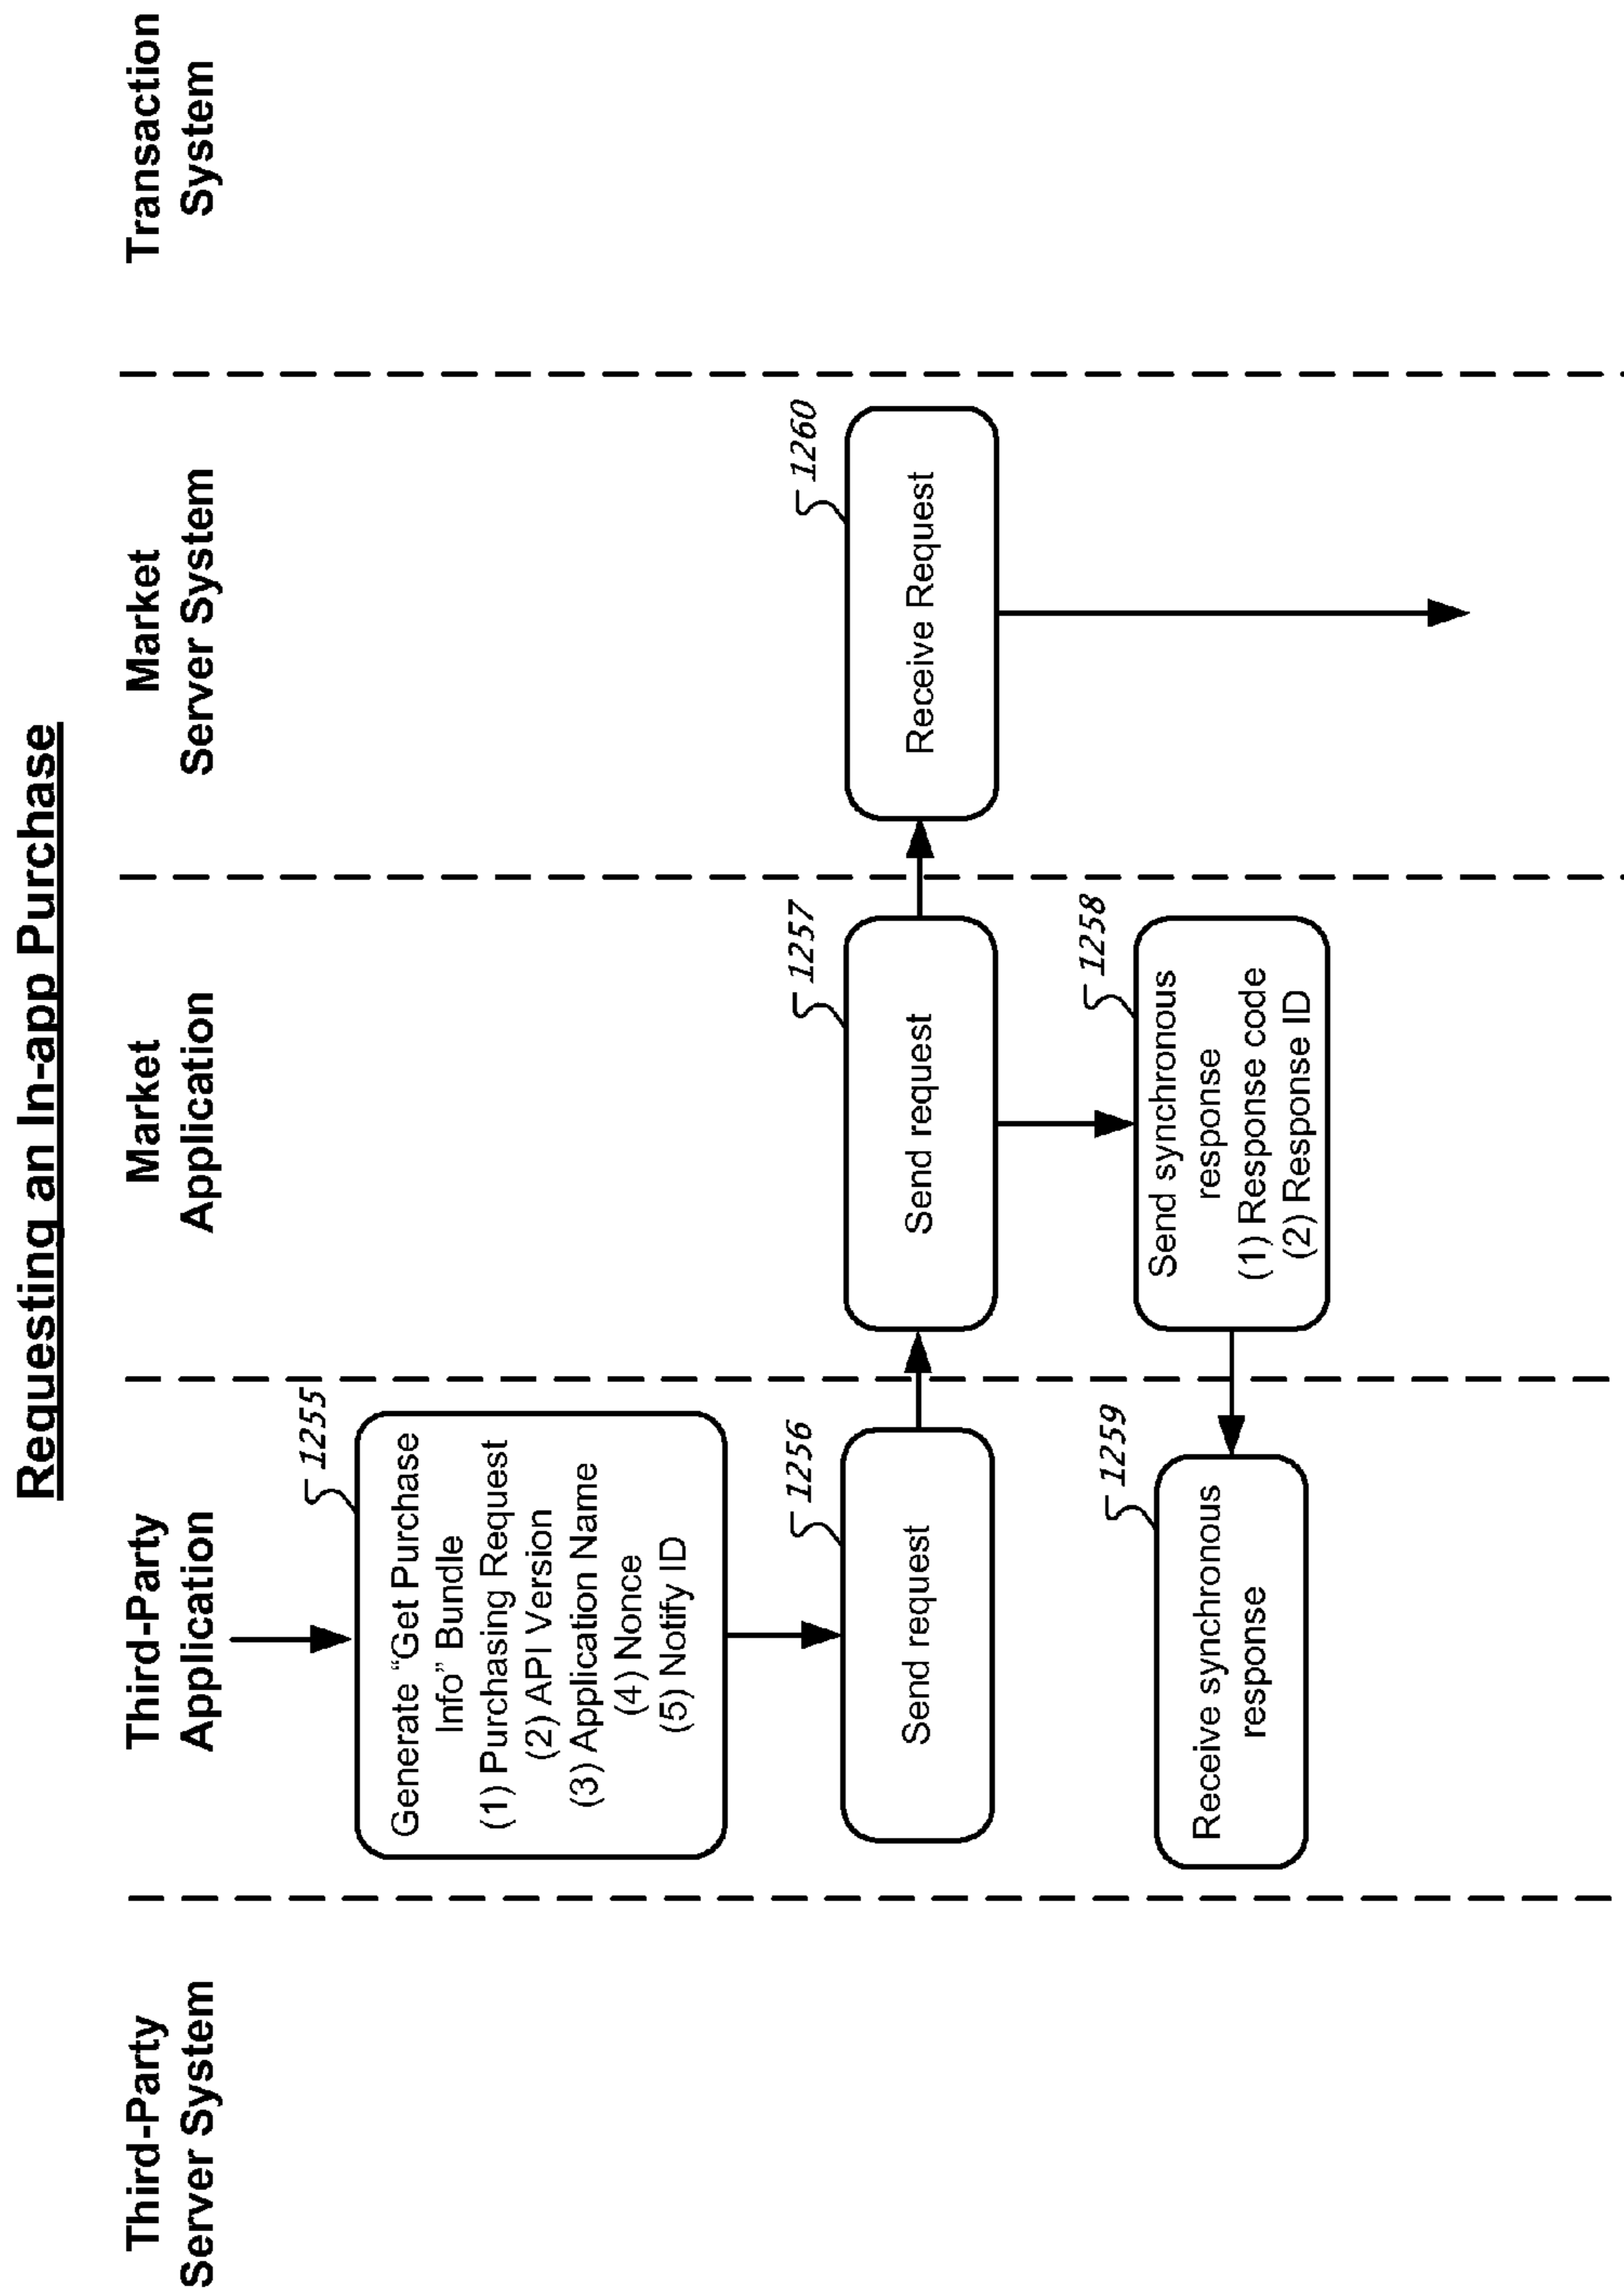 Requesting an In-app Purchase
Third-Party
Server System
Third-Party
Application
Market
Application
Market
Server System
Transaction
System
1255
Generate “Get Purchase
Info” Bundle
(1) Purchasing Request
(2) API Version
(3) Application Name
(4) Nonce
(5) Notify ID
1256
Send request
1257
Send request
1260
Receive Request
1258
Send synchronous
response
(1) Response code
(2) Response ID
1259
Receive synchronous
response